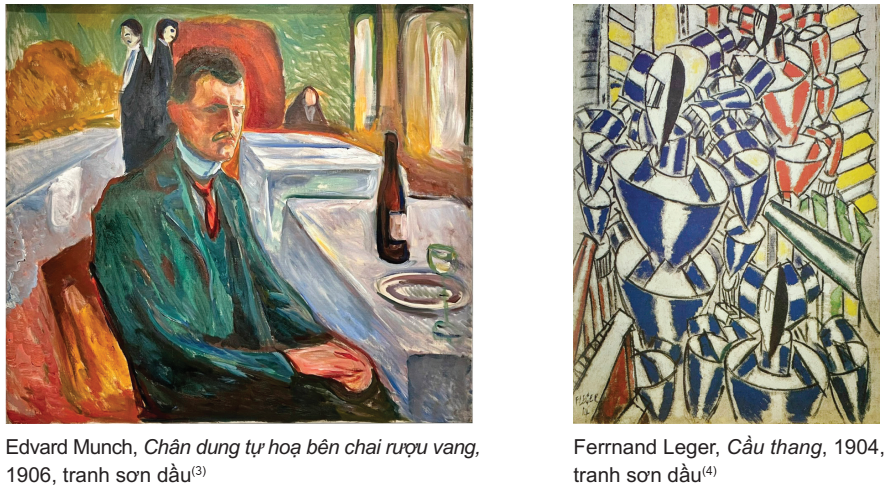 Edvard Munch, Chân dung tự hoạ bên chai rượu vang,
1906, tranh sơn dầu(3)
Ferrnand Leger, Cầu thang, 1904,
tranh sơn dầu(4)